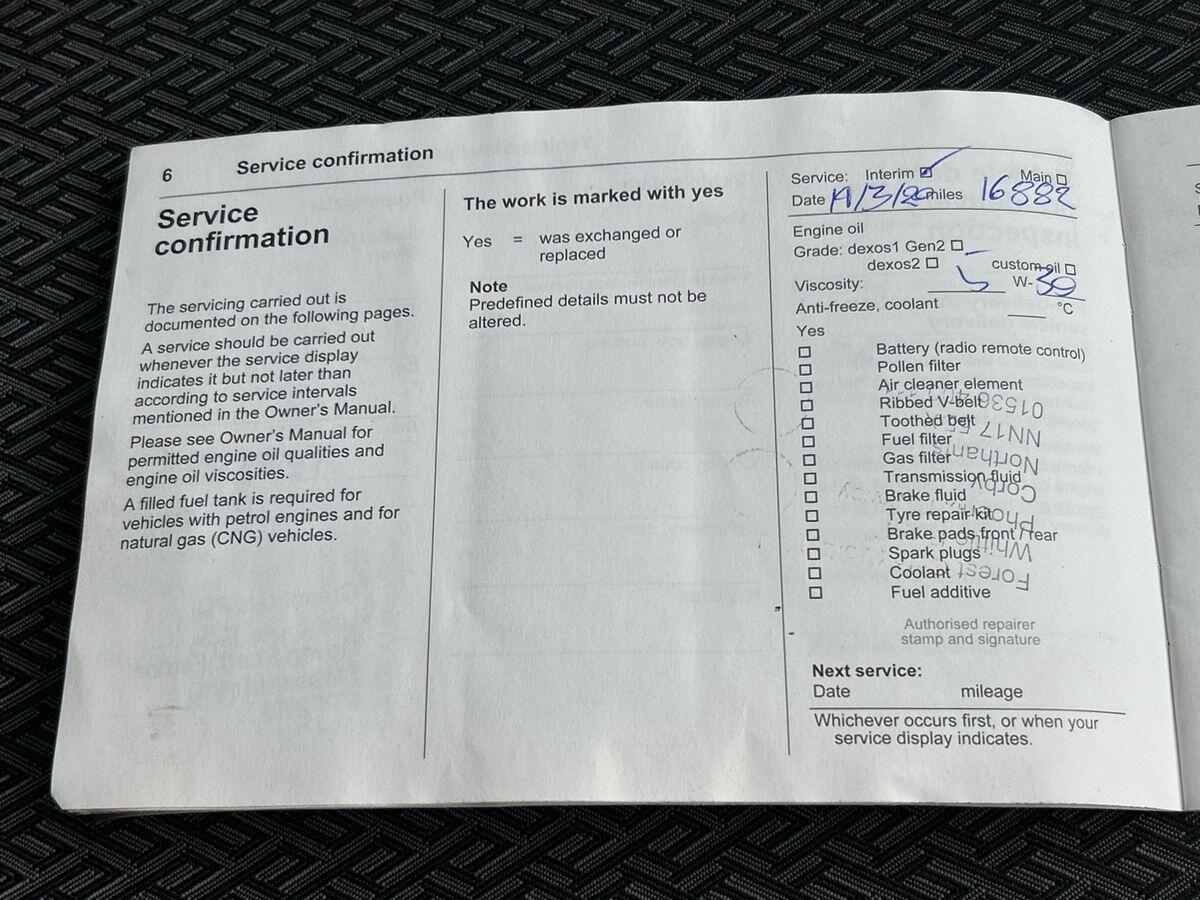 6 Service confirmation
Service
confirmation
The servicing carried out is
documented on the following pages.
A service should be carried out
whenever the service display
indicates it but not later than
according to service intervals
mentioned in the Owner's Manual.
Please see Owner's Manual for
permitted engine oil qualities and
engine oil viscosities.
A filled fuel tank is required for
vehicles with petrol engines and for
natural gas (CNG) vehicles.
The work is marked with yes
Yes = was exchanged or
replaced
Note
Predefined details must not be
altered.
Service: Interim Main
Date miles 16882
Engine oil
Grade: dexos1 Gen2
dexos2 custom oil
Viscosity: 5 W-30
Anti-freeze, coolant °C
Yes
Battery (radio remote control)
Pollen filter
Air cleaner element
Ribbed V-belt
Toothed belt
Fuel filter
Gas filter
Transmission fluid
Brake fluid
Tyre repair kit
Brake pads front / rear
Spark plugs
Coolant
Fuel additive
Authorised repairer
stamp and signature
Next service:
Date mileage
Whichever occurs first, or when your
service display indicates.
Forest
Corby
Northants
NN17